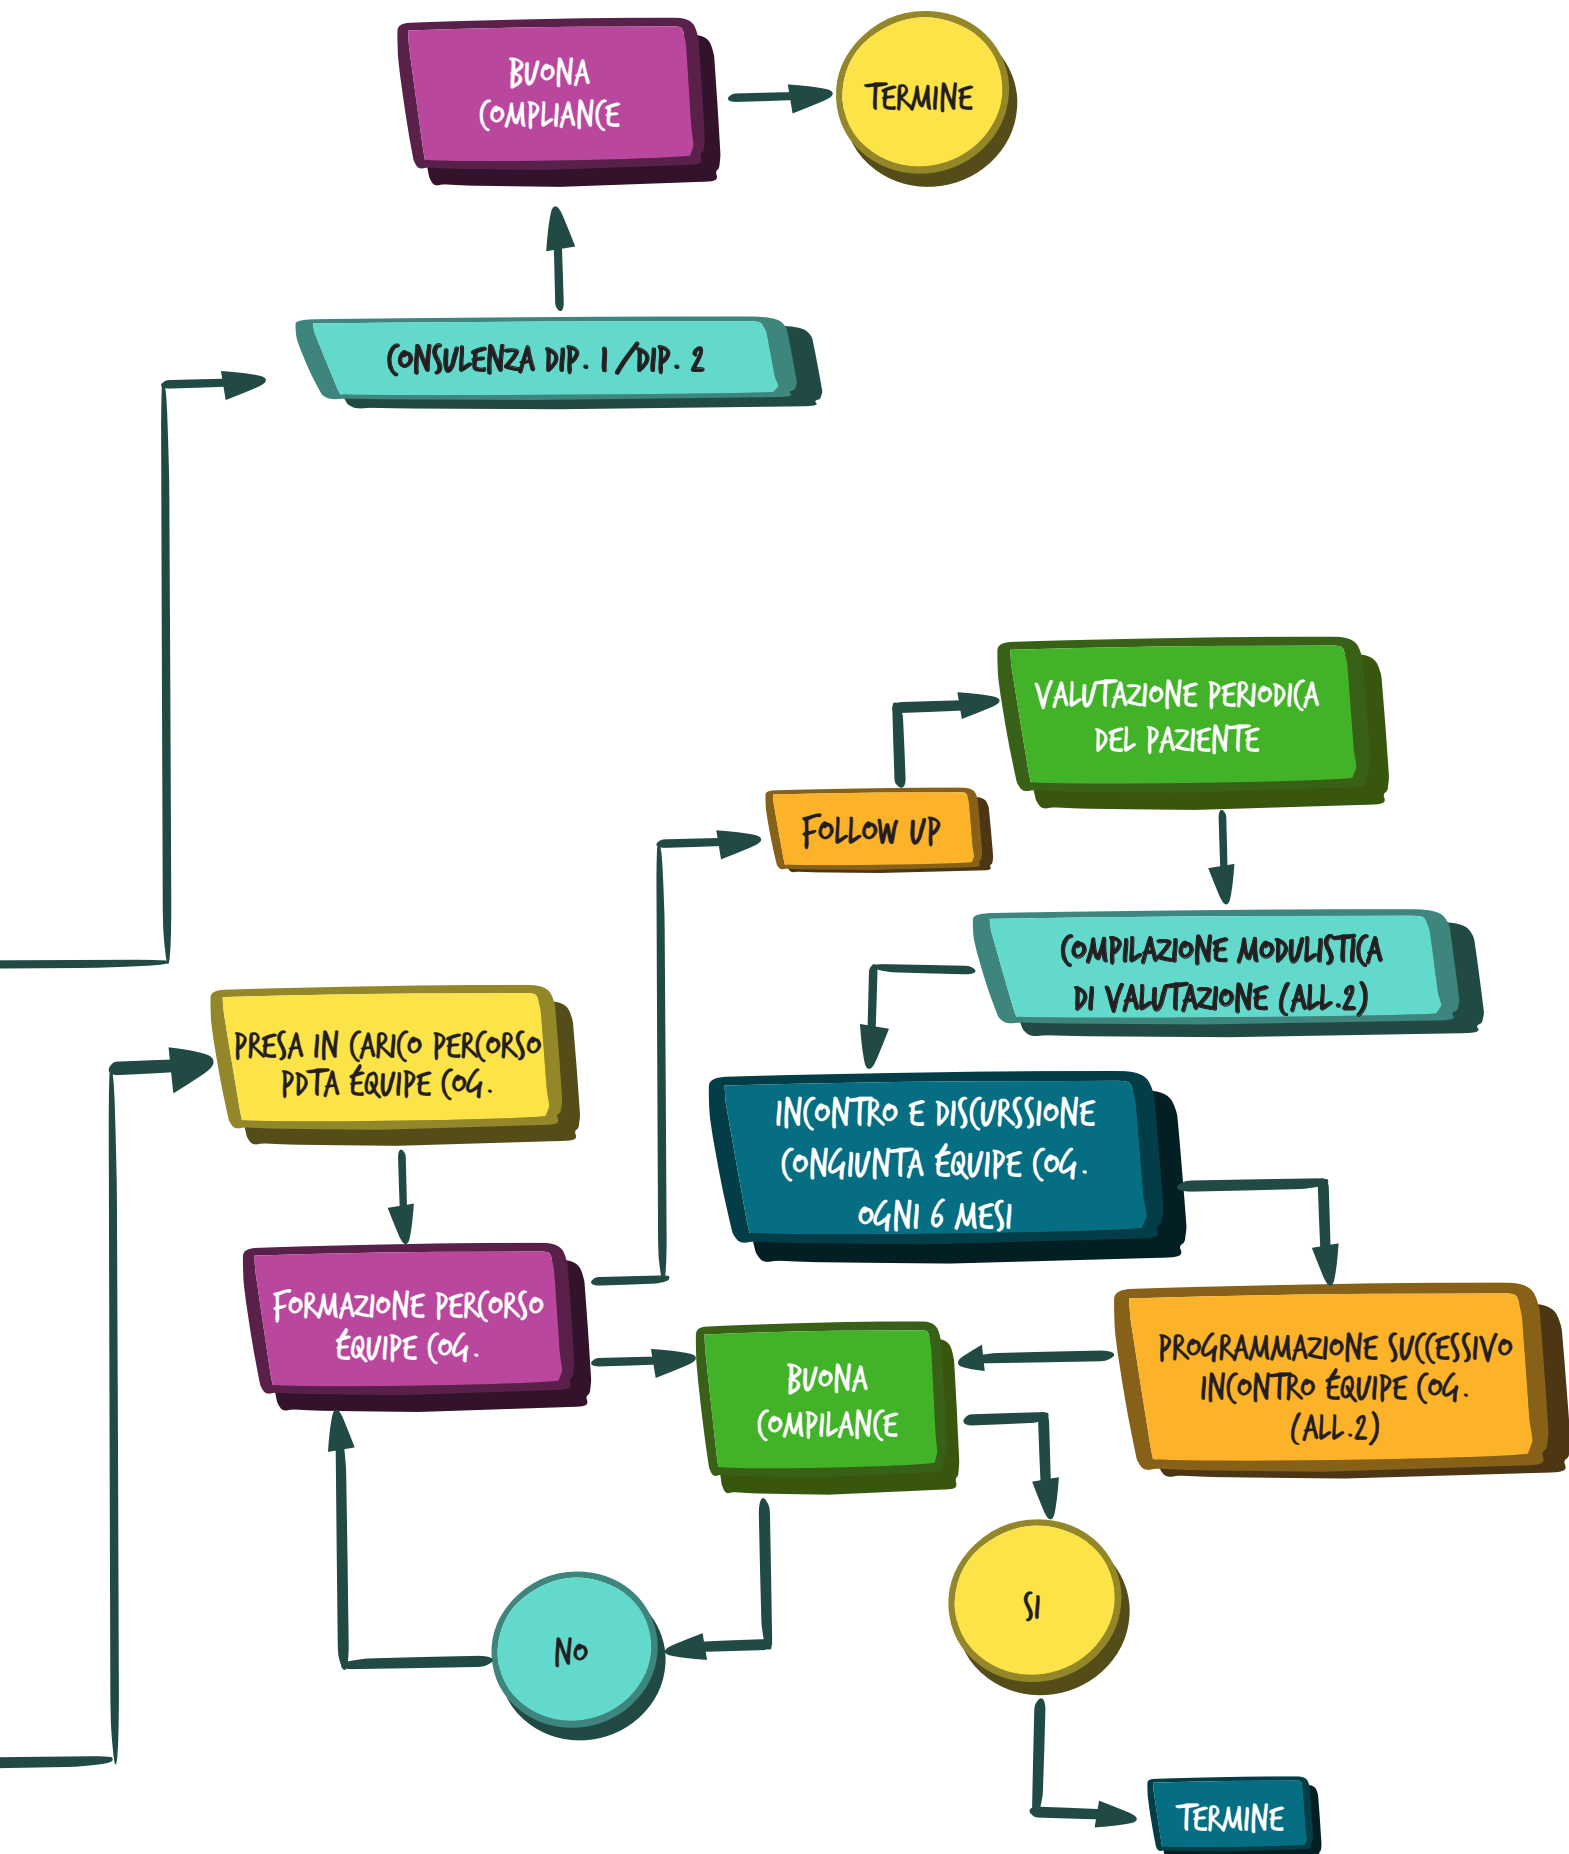 BUONA
COMPLIANCE
TERMINE
CONSULENZA DIP. 1 /DIP. 2
VALUTAZIONE PERIODICA
DEL PAZIENTE
FOLLOW UP
COMPILAZIONE MODULISTICA
DI VALUTAZIONE (ALL.2)
PRESA IN CARICO PERCORSO
PDTA ÉQUIPE COG.
INCONTRO E DISCURSSIONE
CONGIUNTA ÉQUIPE COG.
OGNI 6 MESI
FORMAZIONE PERCORSO
ÉQUIPE COG.
BUONA
COMPILANCE
PROGRAMMAZIONE SUCCESSIVO
INCONTRO ÉQUIPE COG.
(ALL.2)
SI
NO
TERMINE